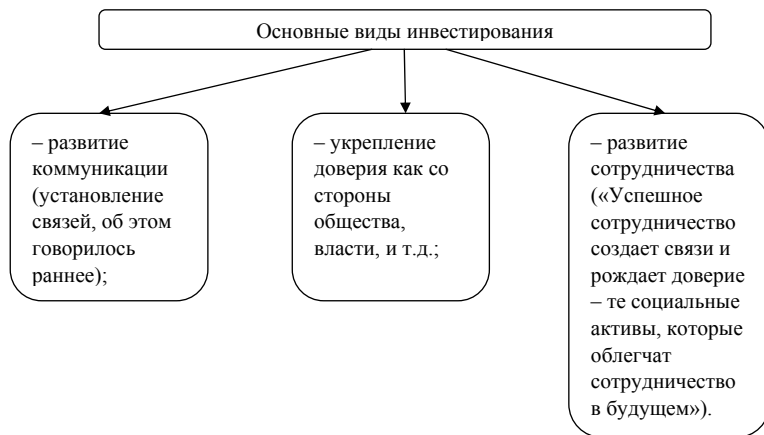 Основные виды инвестирования
– развитие
коммуникации
(установление
связей, об этом
говорилось
раннее);
– укрепление
доверия как со
стороны
общества,
власти, и т.д.;
– развитие
сотрудничества
(«Успешное
сотрудничество
создает связи и
рождает доверие
– те социальные
активы, которые
облегчат
сотрудничество
в будущем»).